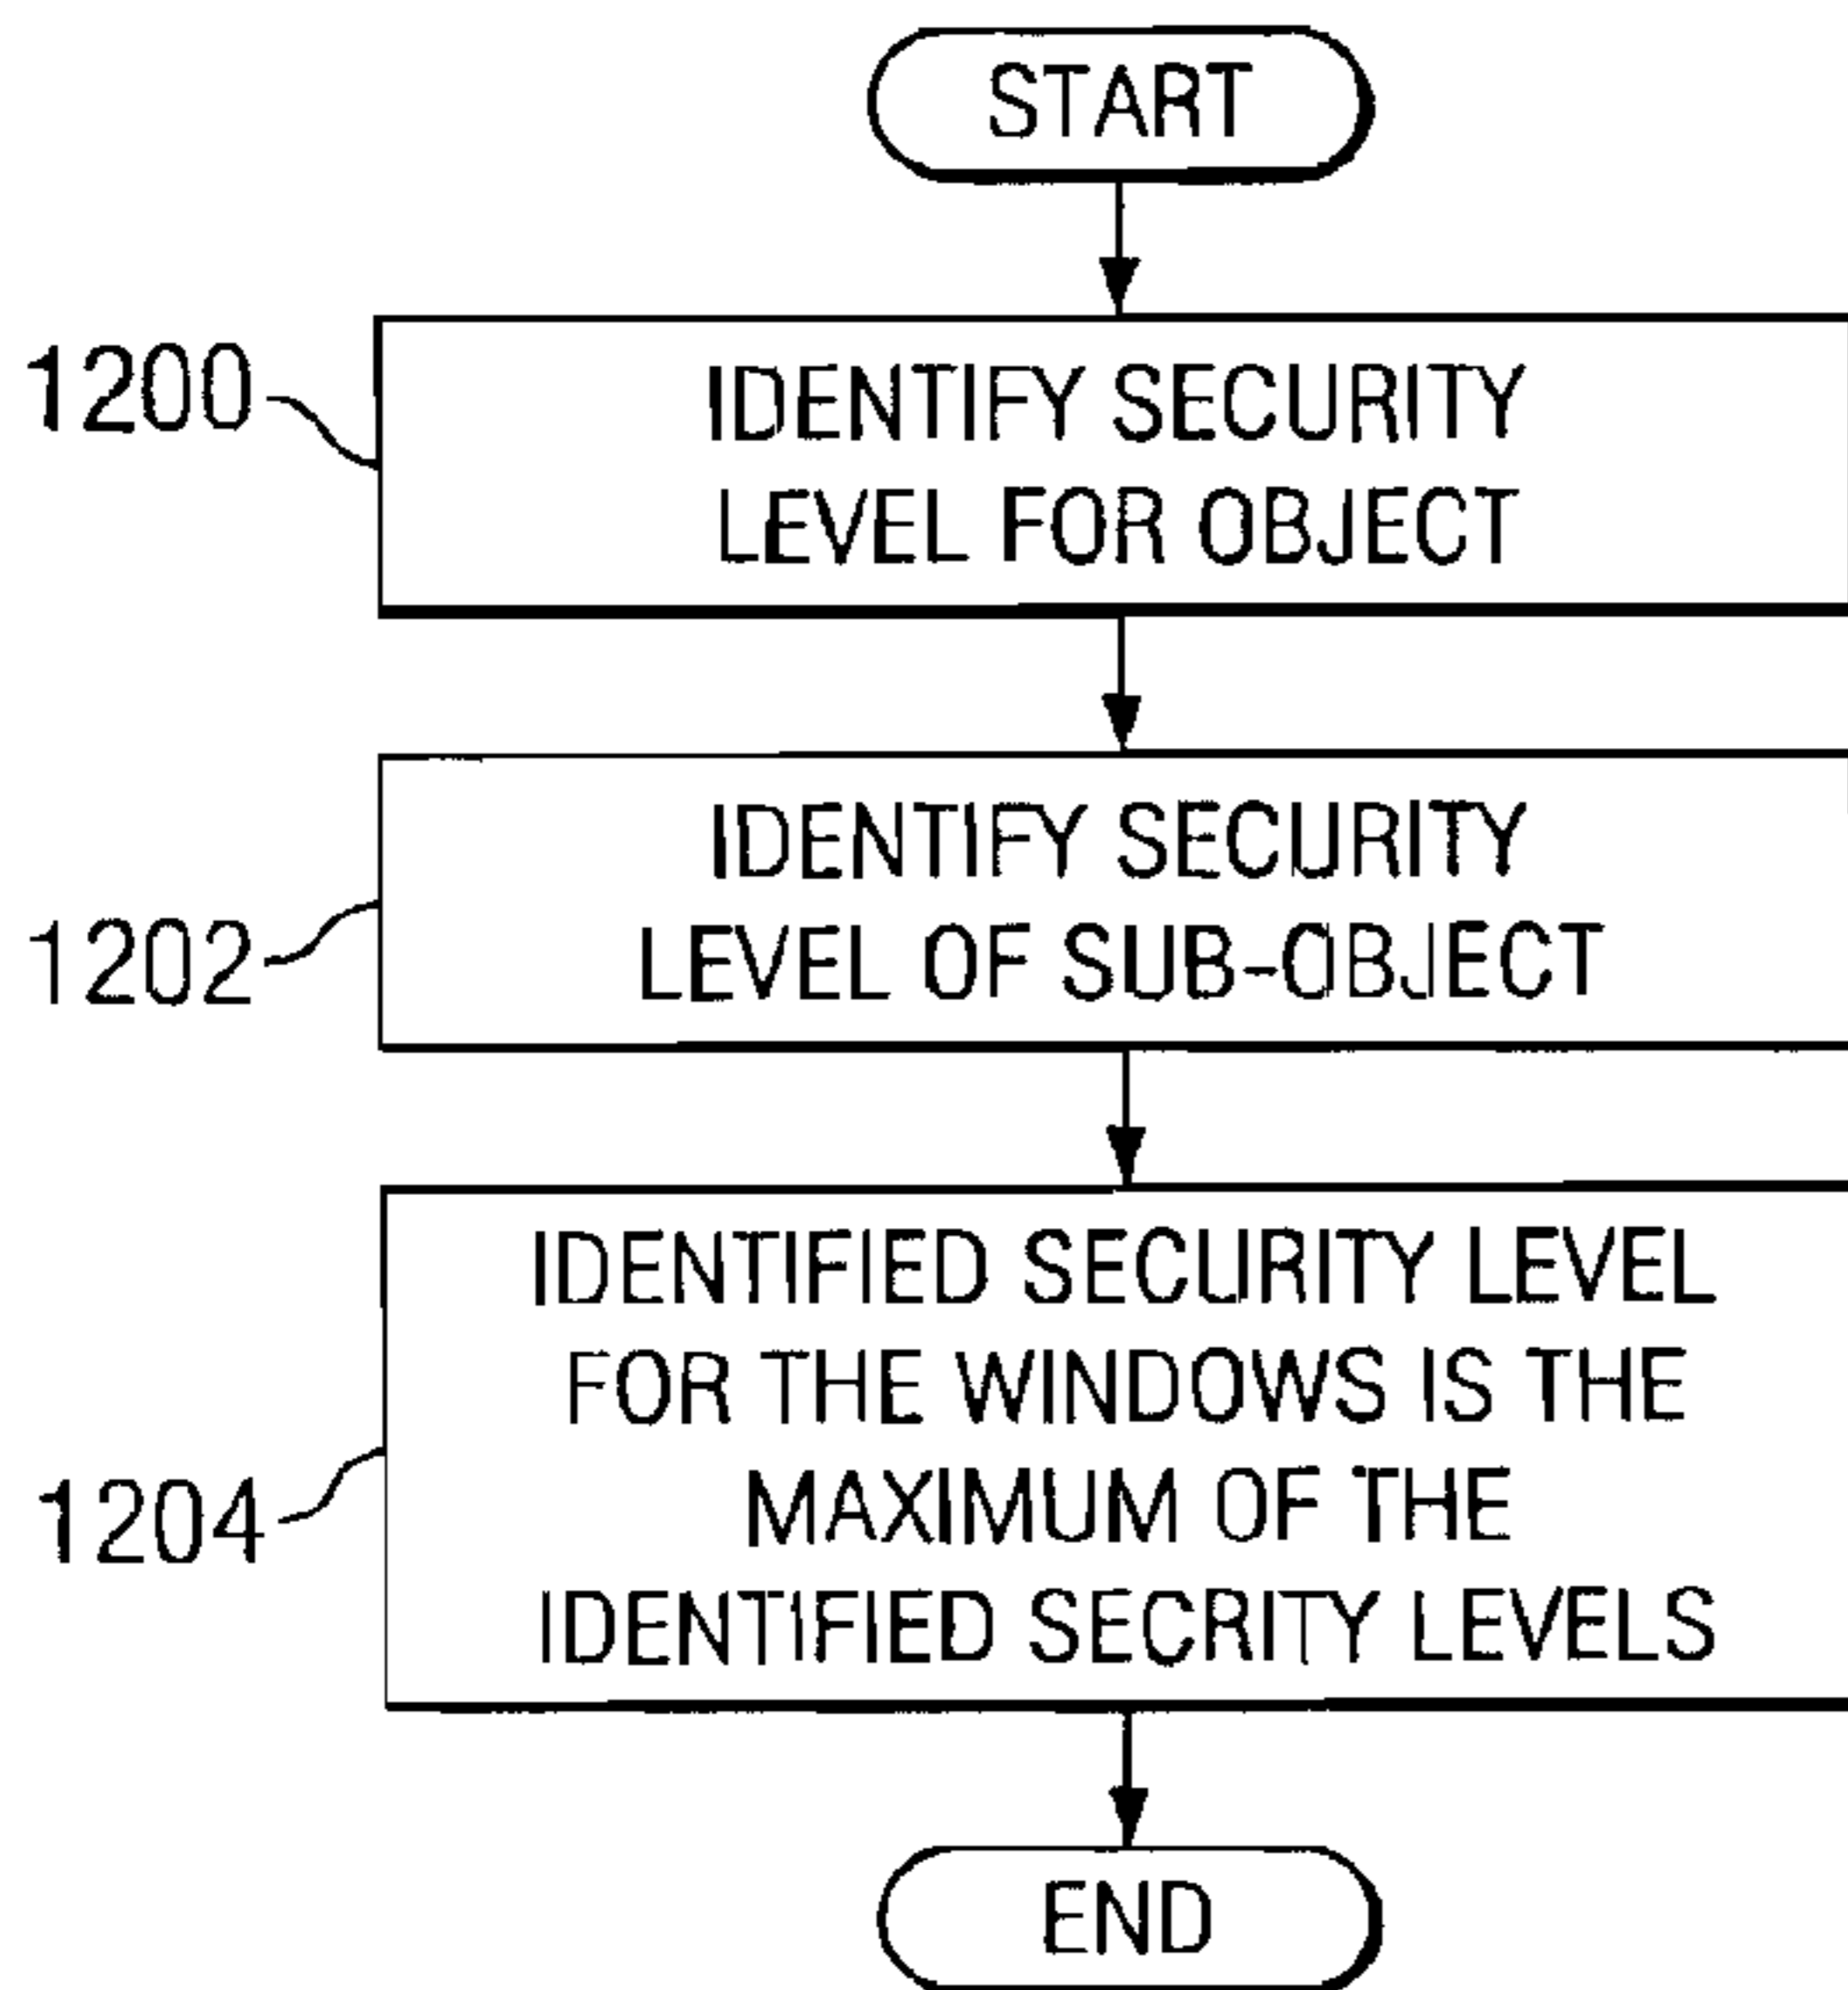 START
1200
IDENTIFY SECURITY
LEVEL FOR OBJECT
1202
IDENTIFY SECURITY
LEVEL OF SUB-OBJECT
1204
IDENTIFIED SECURITY LEVEL
FOR THE WINDOWS IS THE
MAXIMUM OF THE
IDENTIFIED SECRITY LEVELS
END